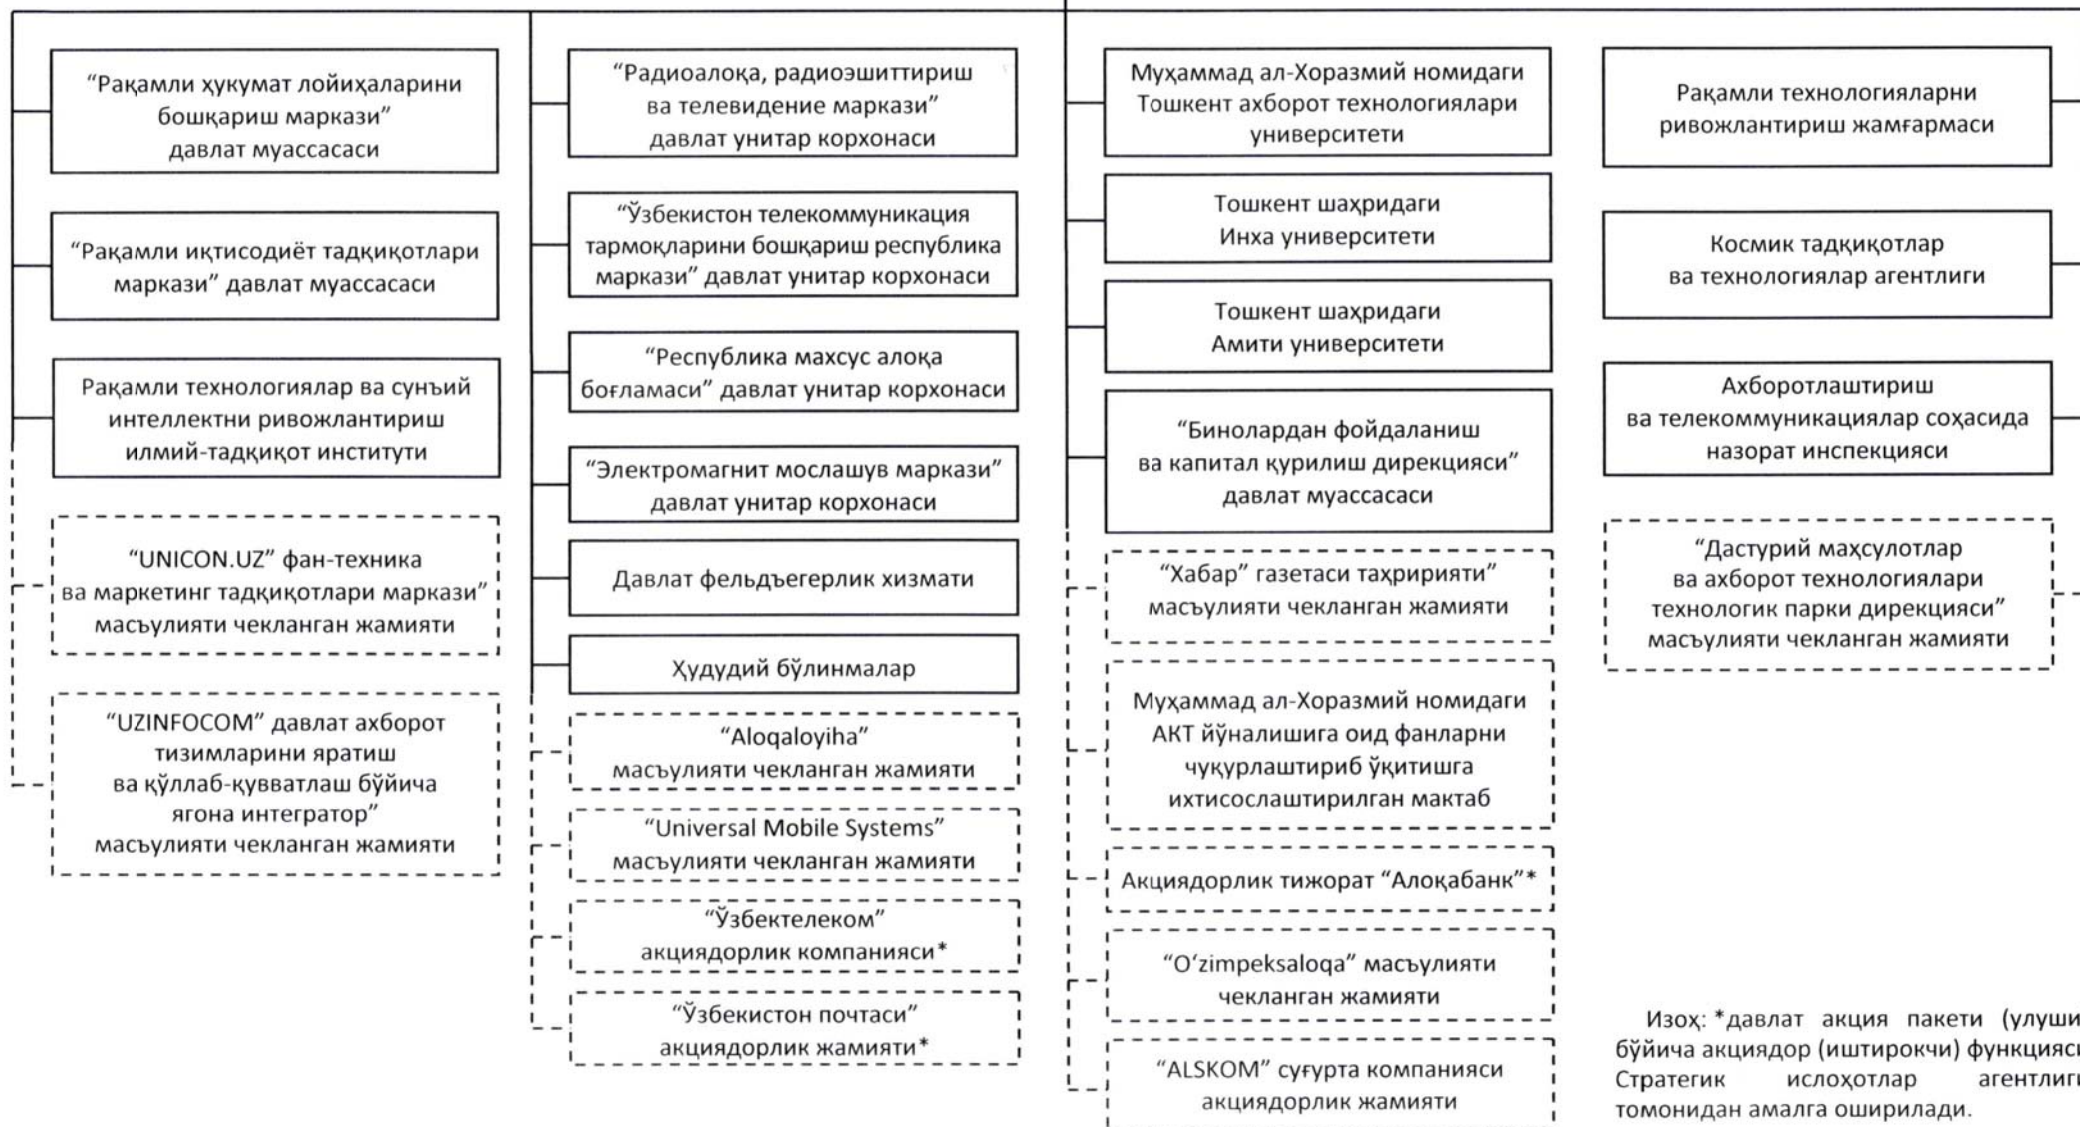 “Рақамли ҳукумат лойиҳаларини
бошқариш маркази”
давлат муассасаси
“Рақамли иқтисодиёт тадқиқотлари
маркази” давлат муассасаси
Рақамли технологиялар ва сунъий
интеллектни ривожлантириш
илмий-тадқиқот институти
“UNICON.UZ” фан-техника
ва маркетинг тадқиқотлари маркази”
масъулияти чекланган жамияти
“UZINFOCOM” давлат ахборот
тизимларини яратиш
ва қўллаб-қувватлаш бўйича
ягона интегратор”
масъулияти чекланган жамияти
“Радиоалоқа, радиоэшиттириш
ва телевидение маркази”
давлат унитар корхонаси
“Ўзбекистон телекоммуникация
тармоқларини бошқариш республика
маркази” давлат унитар корхонаси
“Республика махсус алоқа
боғламаси” давлат унитар корхонаси
“Электромагнит мослашув маркази”
давлат унитар корхонаси
Давлат фельдъегерлик хизмати
Ҳудудий бўлинмалар
“Aloqaloyiha”
масъулияти чекланган жамияти
“Universal Mobile Systems”
масъулияти чекланган жамияти
“Ўзбектелеком”
акциядорлик компанияси*
“Ўзбекистон почтаси”
акциядорлик жамияти*
Муҳаммад ал-Хоразмий номидаги
Тошкент ахборот технологиялари
университети
Тошкент шаҳридаги
Инха университети
Тошкент шаҳридаги
Амити университети
“Бинолардан фойдаланиш
ва капитал қурилиш дирекцияси”
давлат муассасаси
“Хабар” газетаси таҳририяти”
масъулияти чекланган жамияти
Муҳаммад ал-Хоразмий номидаги
АКТ йўналишига оид фанларни
чуқурлаштириб ўқитишга
ихтисослаштирилган мактаб
Акциядорлик тижорат “Алоқабанк”*
“Oʻzimpeksaloqa” масъулияти
чекланган жамияти
“ALSKOM” суғурта компанияси
акциядорлик жамияти
Рақамли технологияларни
ривожлантириш жамғармаси
Космик тадқиқотлар
ва технологиялар агентлиги
Ахборотлаштириш
ва телекоммуникациялар соҳасида
назорат инспекцияси
“Дастурий маҳсулотлар
ва ахборот технологиялари
технологик парки дирекцияси”
масъулияти чекланган жамияти
Изоҳ: *давлат акция пакети (улуши
бўйича акциядор (иштирокчи) функцияси
Стратегик ислоҳотлар агентлиги
томонидан амалга оширилади.